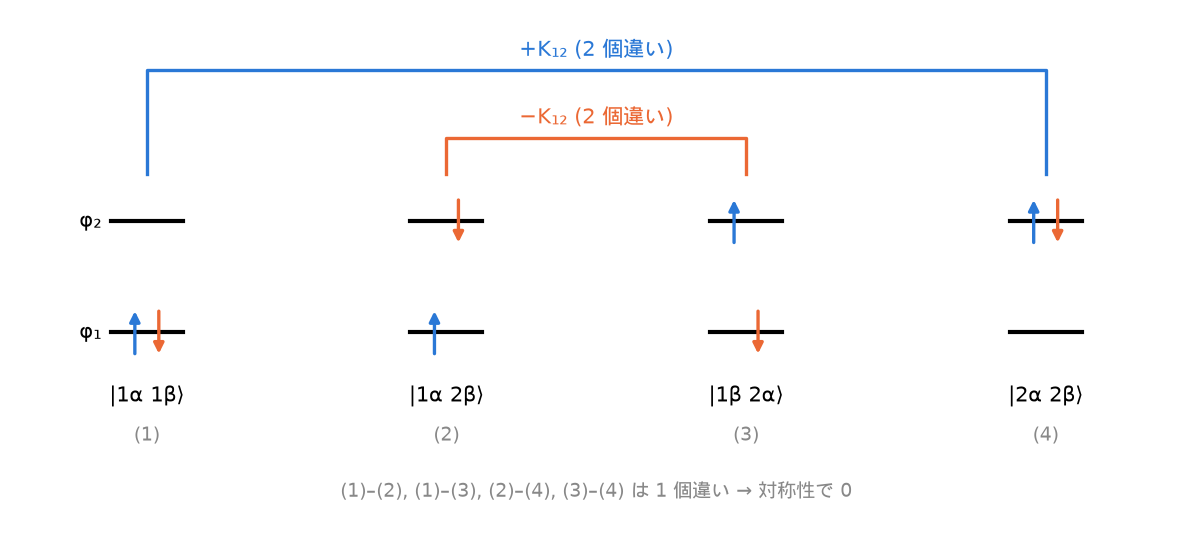 +K₁₂ (2 個違い)
−K₁₂ (2 個違い)
φ₂
φ₁
|1α 1β⟩
|1α 2β⟩
|1β 2α⟩
|2α 2β⟩
(1)
(2)
(3)
(4)
(1)–(2), (1)–(3), (2)–(4), (3)–(4) は 1 個違い → 対称性で 0